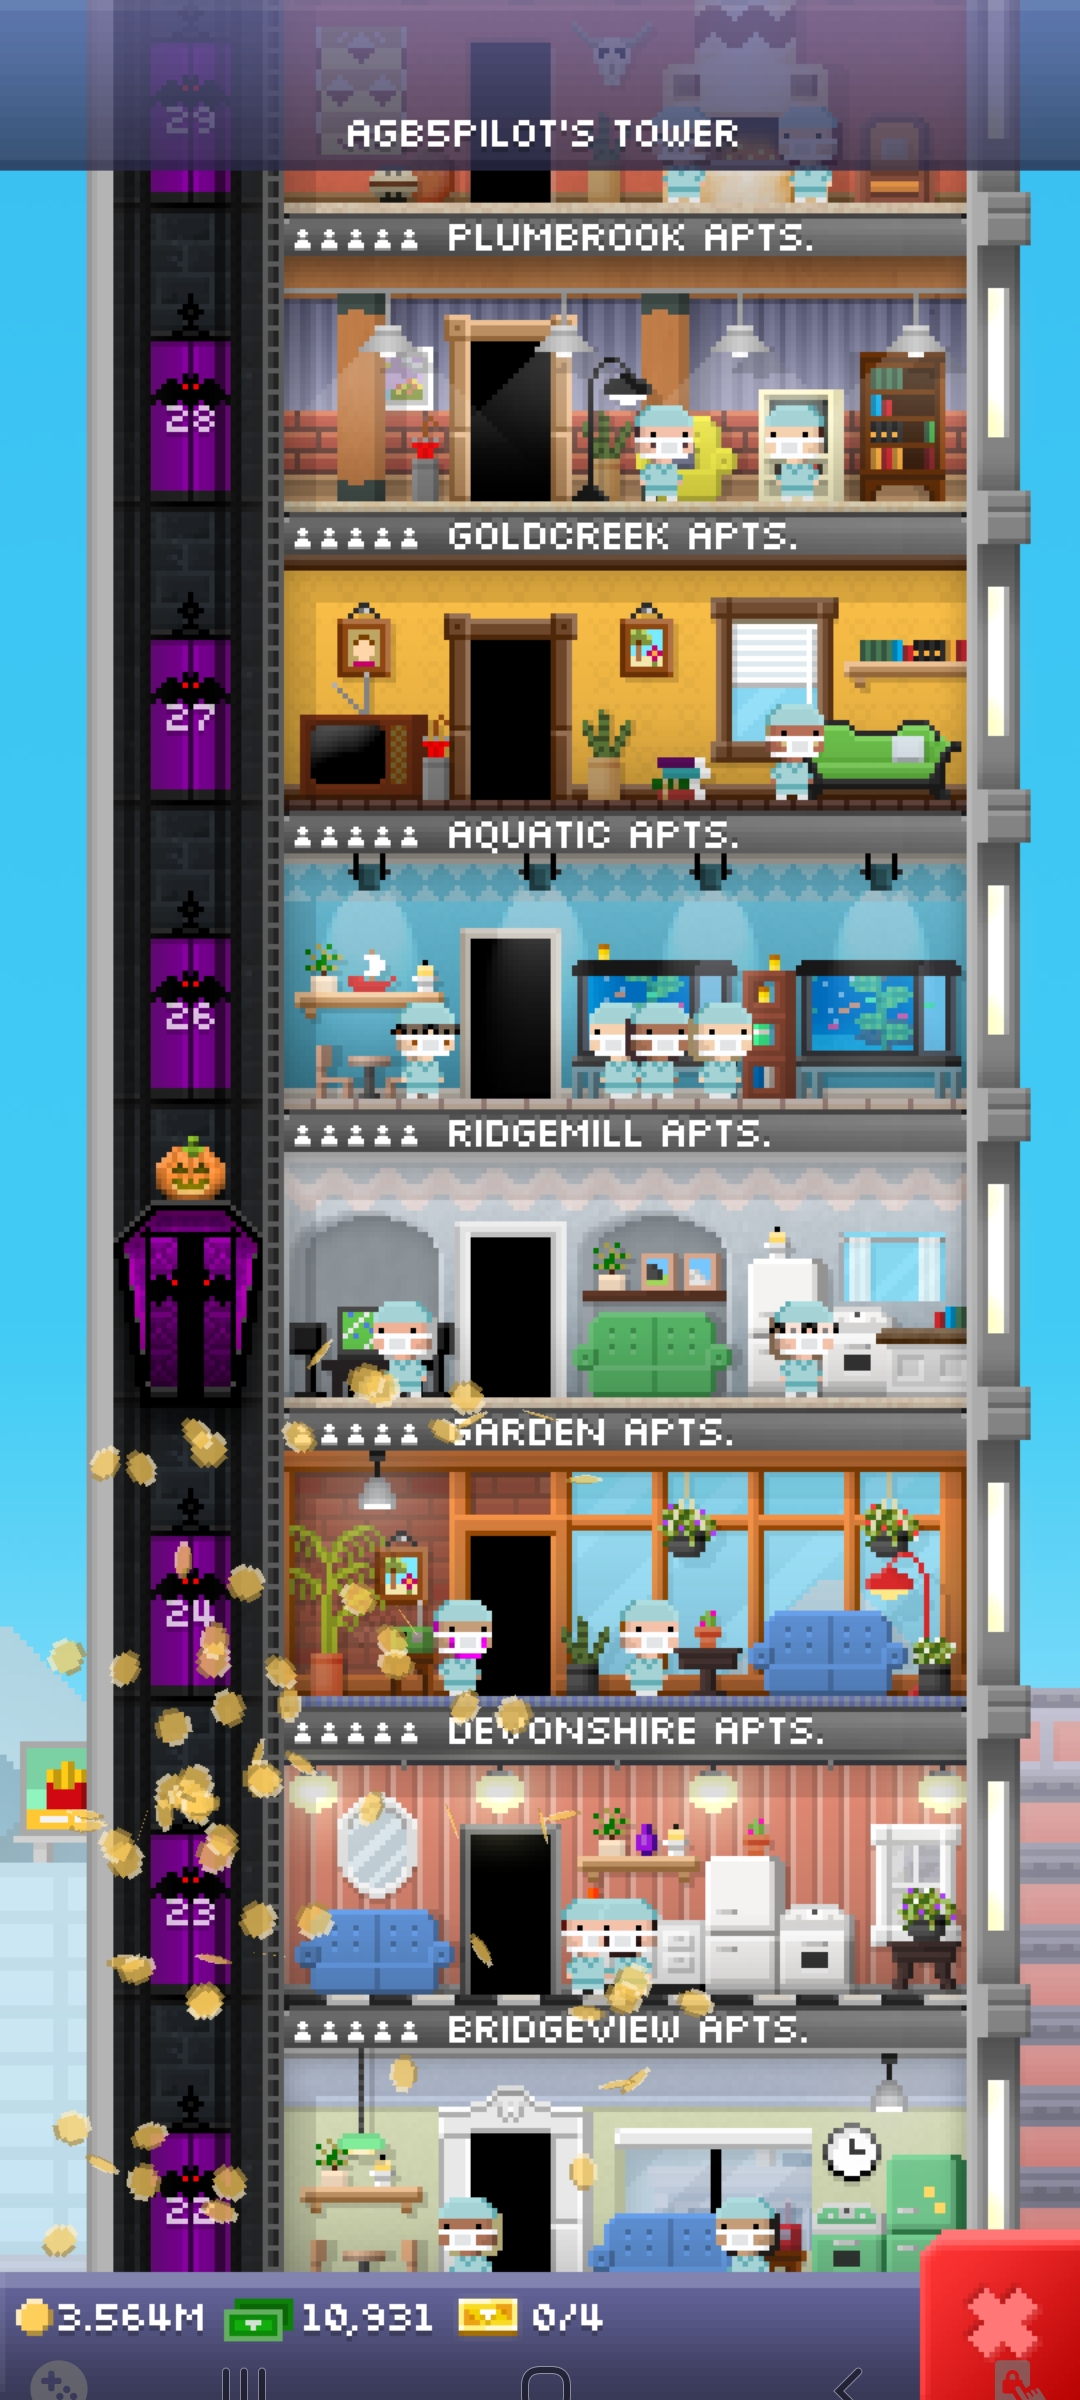 29
AGB5PILOT'S TOWER
PLUMBROOK APTS.
28
GOLDCREEK APTS.
27
AQUATIC APTS.
26
RIDGEMILL APTS.
GARDEN APTS.
24
DEVONSHIRE APTS.
23
BRIDGEVIEW APTS.
22
3.564M 10,931 0/4